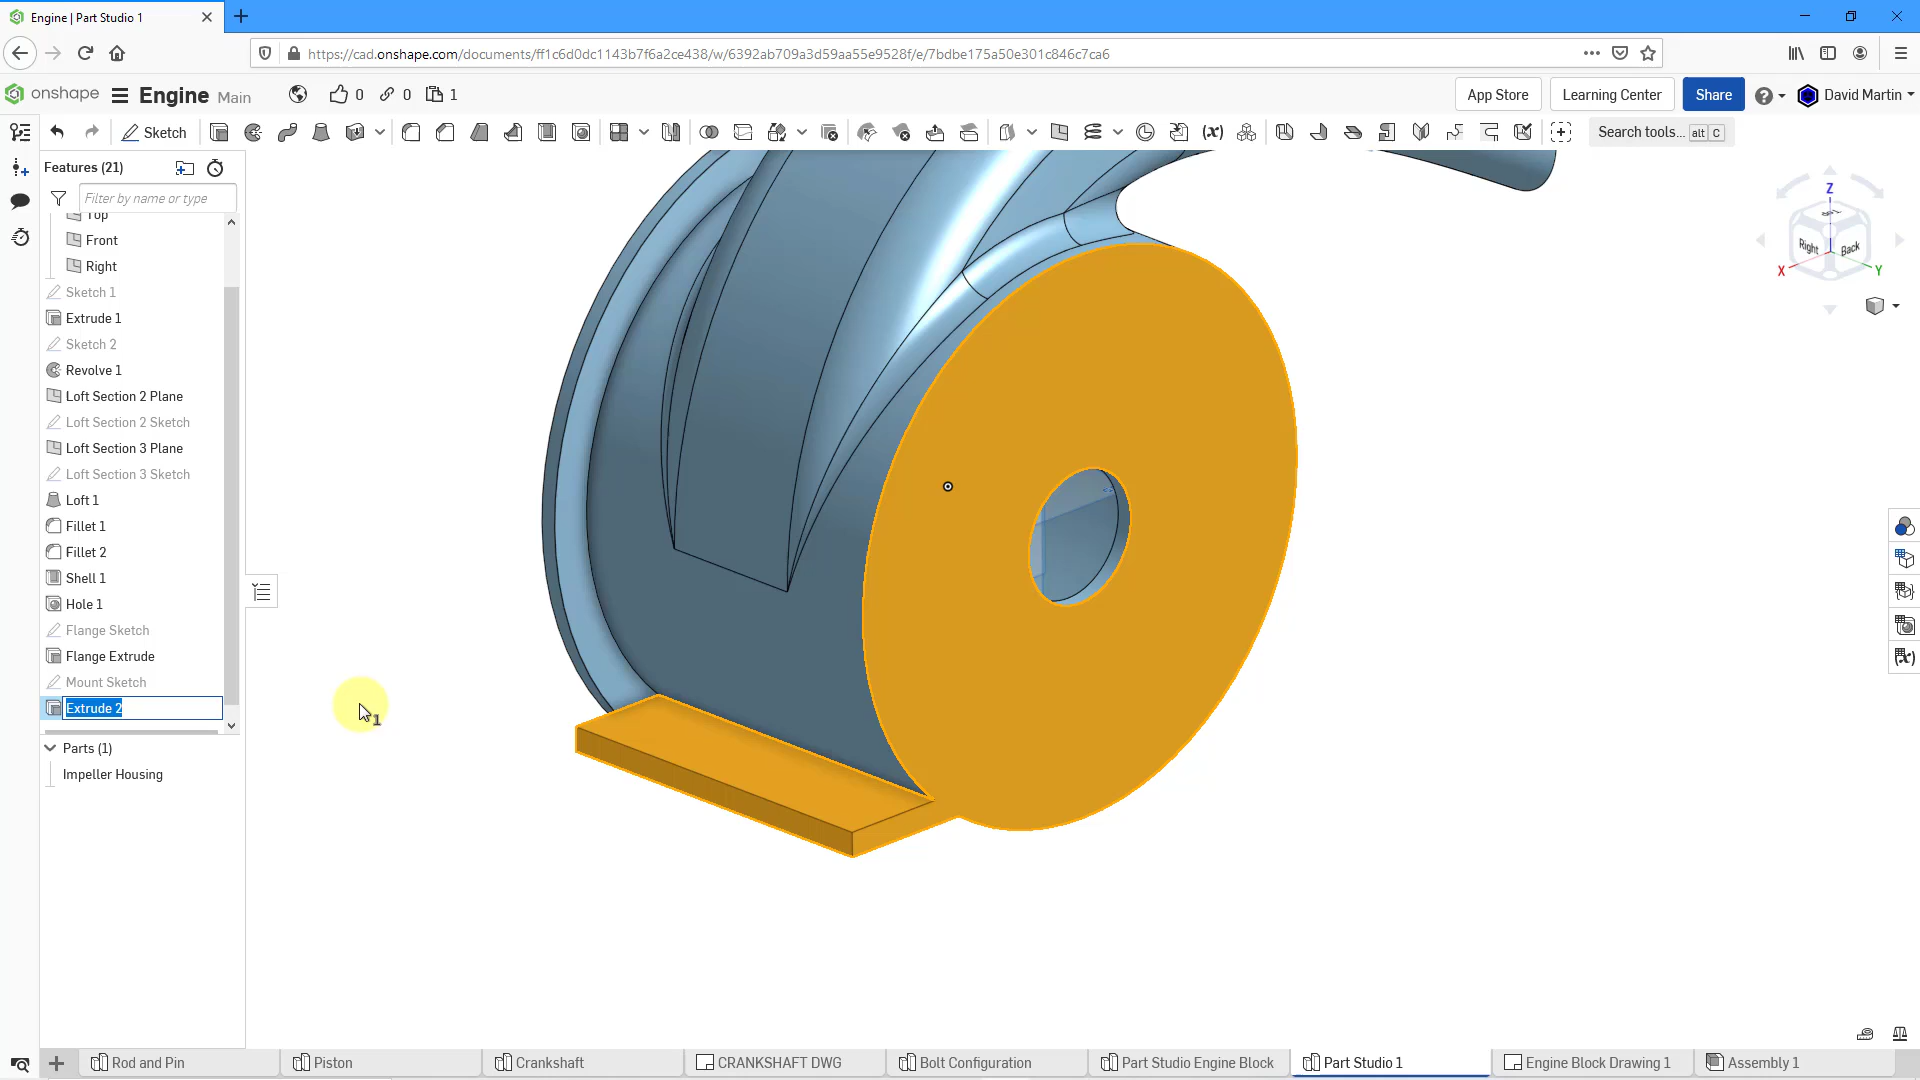 Engine | Part Studio 1
https://cad.onshape.com/documents/ff1c6d0dc1143b7f6a2ce438/w/6392ab709a3d59aa55e9528f/e/7bdbe175a50e301c846c7ca6
onshape Engine Main 0 0 1 App Store Learning Center Share David Martin
Sketch (x) Search tools... alt C
Features (21)
Filter by name or type
Top
Front
Right
Sketch 1
Extrude 1
Sketch 2
Revolve 1
Loft Section 2 Plane
Loft Section 2 Sketch
Loft Section 3 Plane
Loft Section 3 Sketch
Loft 1
Fillet 1
Fillet 2
Shell 1
Hole 1
Flange Sketch
Flange Extrude
Mount Sketch
Extrude 2
Parts (1)
Impeller Housing
1
Z
Right
Back
X
Y
(x)
Rod and Pin
Piston
Crankshaft
CRANKSHAFT DWG
Bolt Configuration
Part Studio Engine Block
Part Studio 1
Engine Block Drawing 1
Assembly 1